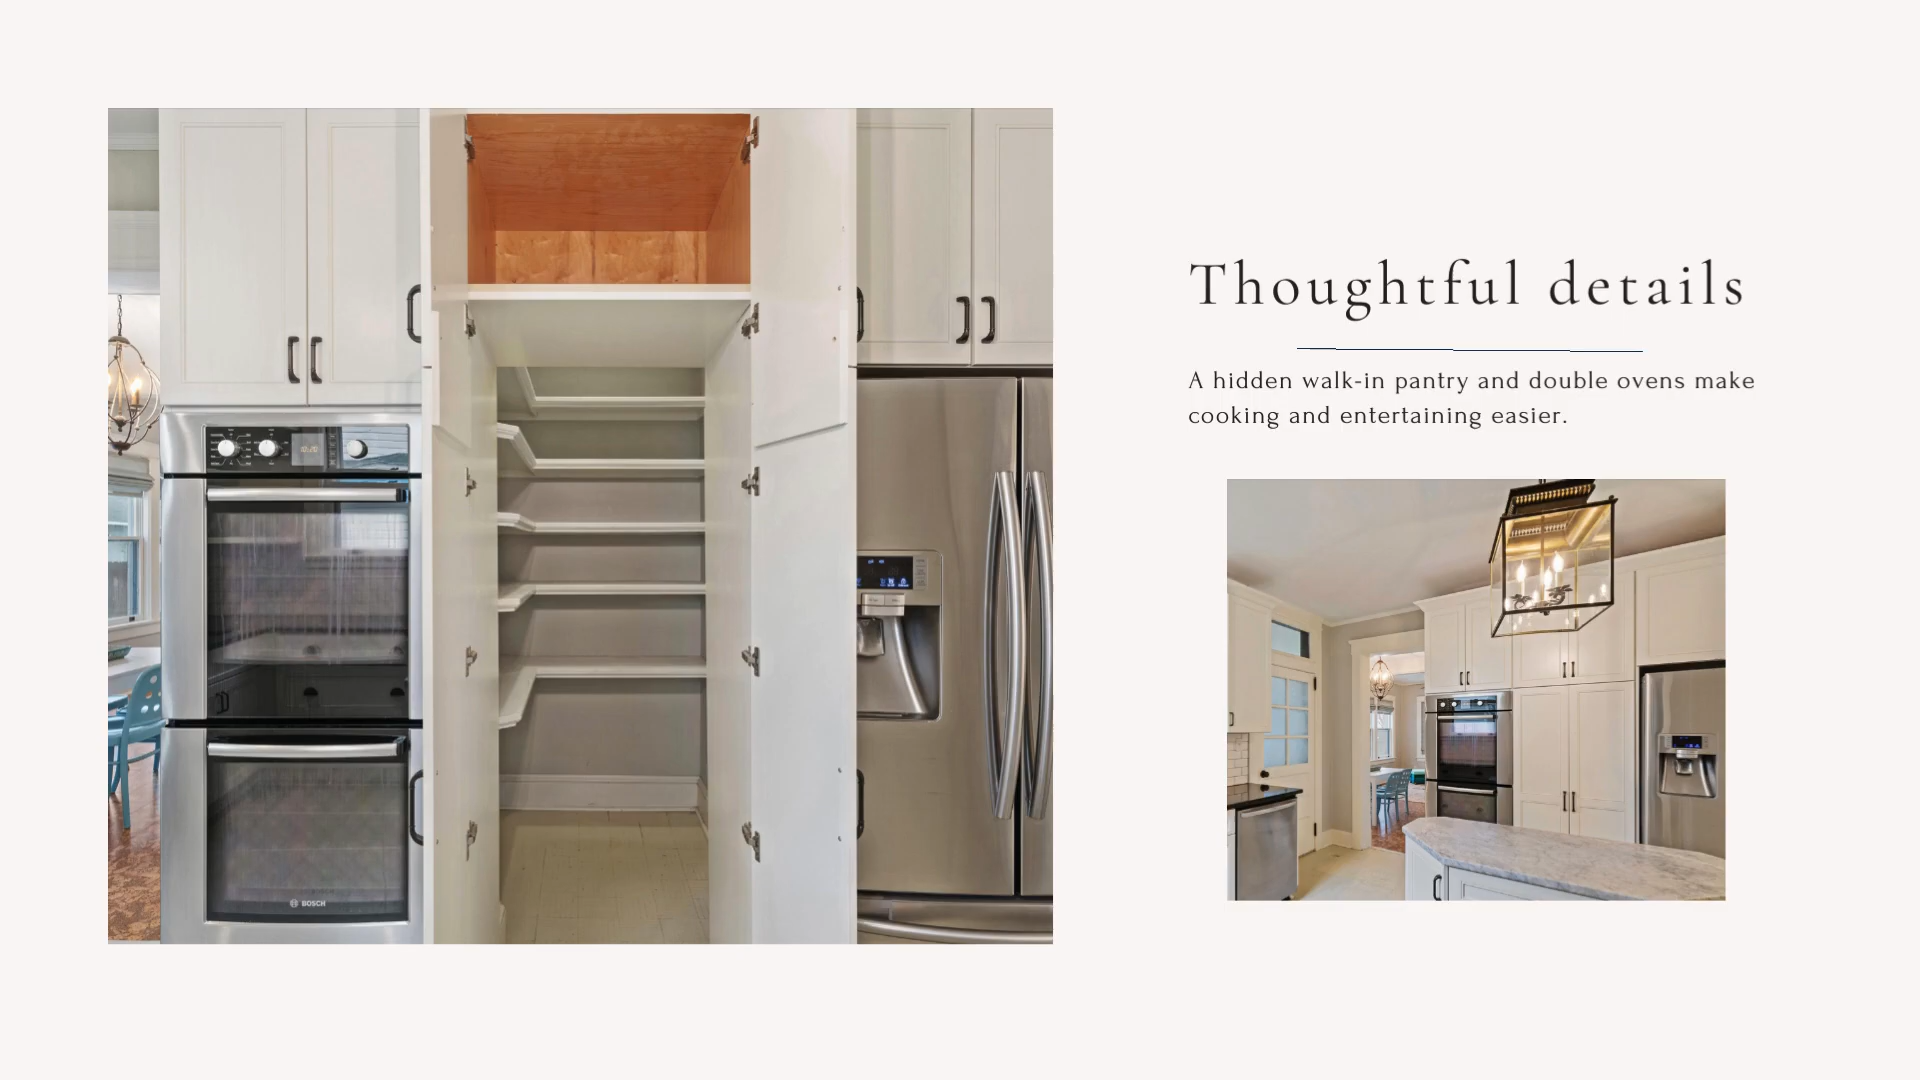 Thoughtful details
A hidden walk-in pantry and double ovens make
cooking and entertaining easier.
BOSCH